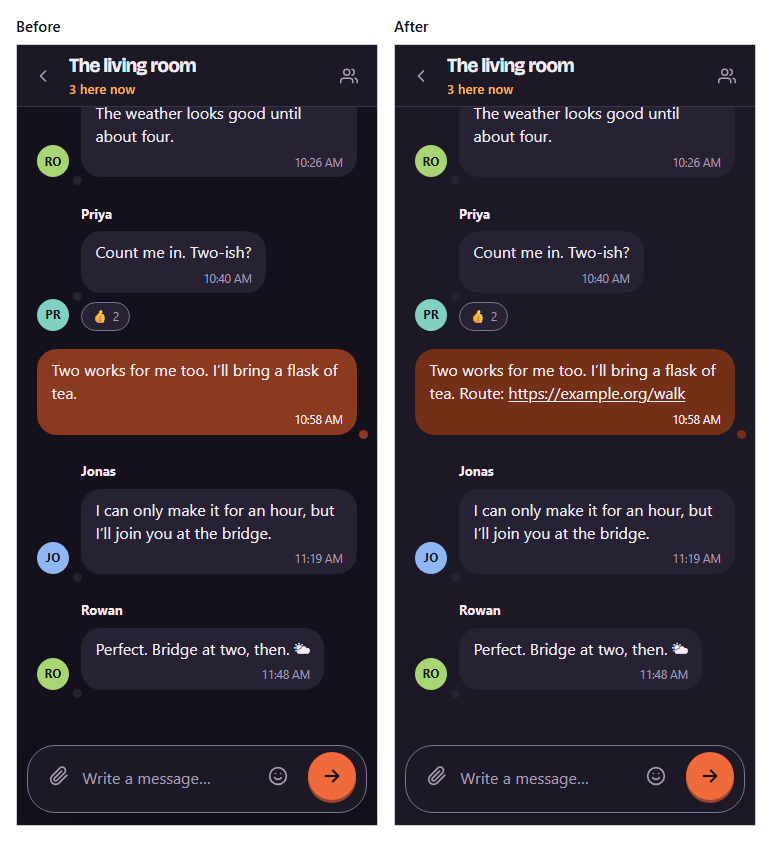 Before
The living room
3 here now
The weather looks good until
about four.
10:26 AM
RO
Priya
Count me in. Two-ish?
10:40 AM
PR
👍 2
Two works for me too. I’ll bring a flask of
tea.
10:58 AM
Jonas
I can only make it for an hour, but
I’ll join you at the bridge.
11:19 AM
JO
Rowan
Perfect. Bridge at two, then. 🌥️
11:48 AM
RO
Write a message...
After
The living room
3 here now
The weather looks good until
about four.
10:26 AM
RO
Priya
Count me in. Two-ish?
10:40 AM
PR
👍 2
Two works for me too. I’ll bring a flask of
tea. Route: https://example.org/walk
10:58 AM
Jonas
I can only make it for an hour, but
I’ll join you at the bridge.
11:19 AM
JO
Rowan
Perfect. Bridge at two, then. 🌥️
11:48 AM
RO
Write a message...